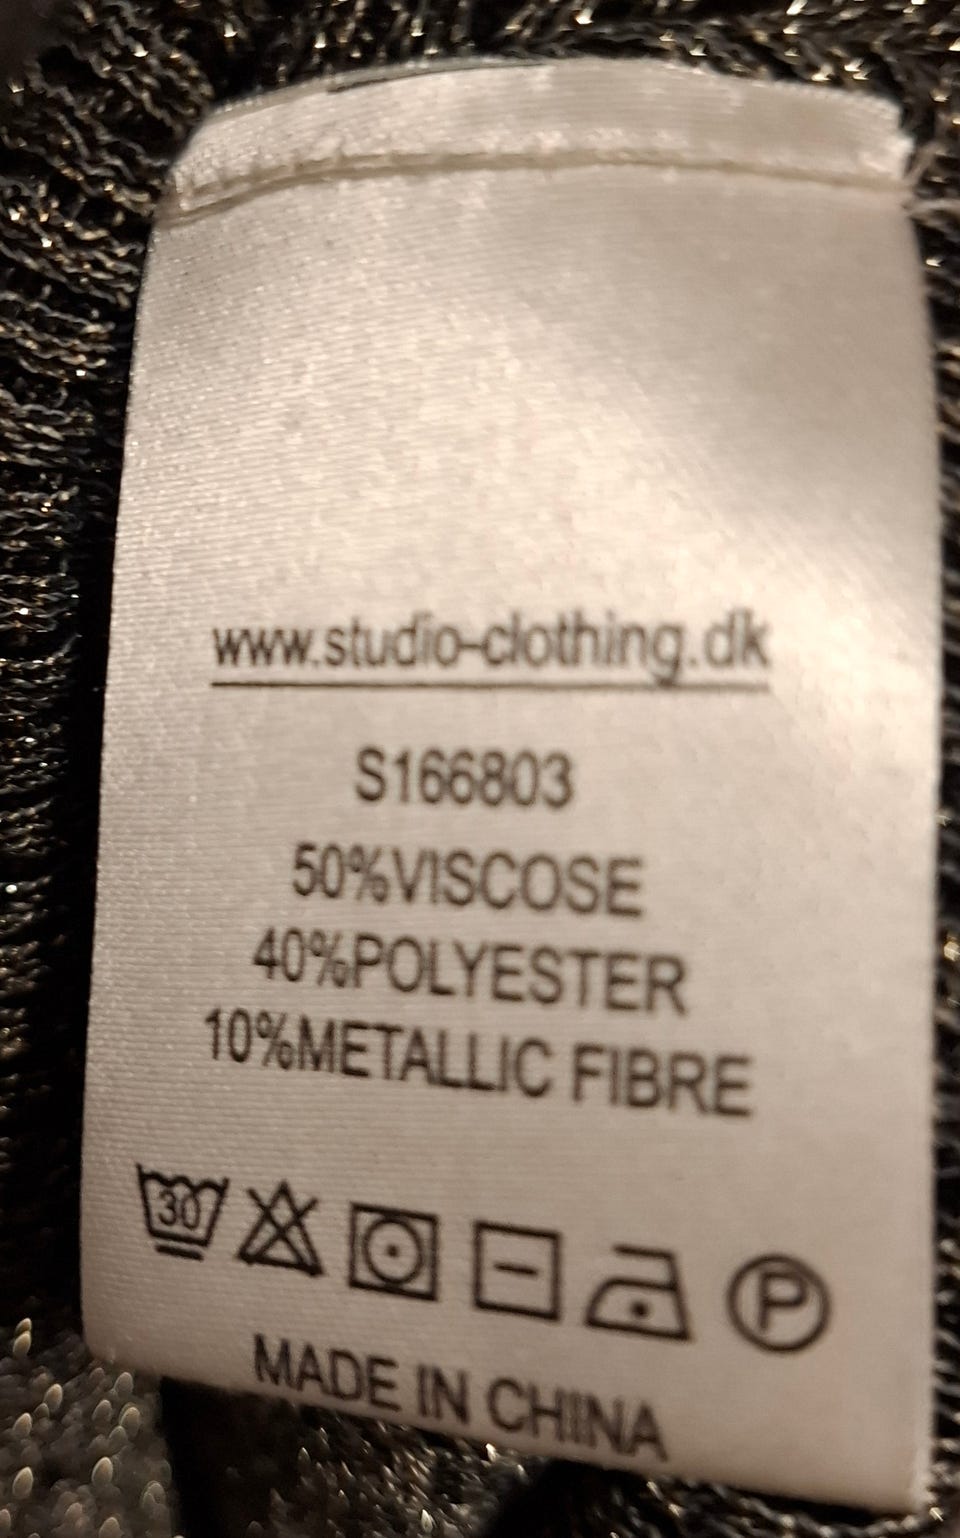 www.studio-clothing.dk
S166803
50%VISCOSE
40%POLYESTER
10%METALLIC FIBRE
30 P
MADE IN CHINA